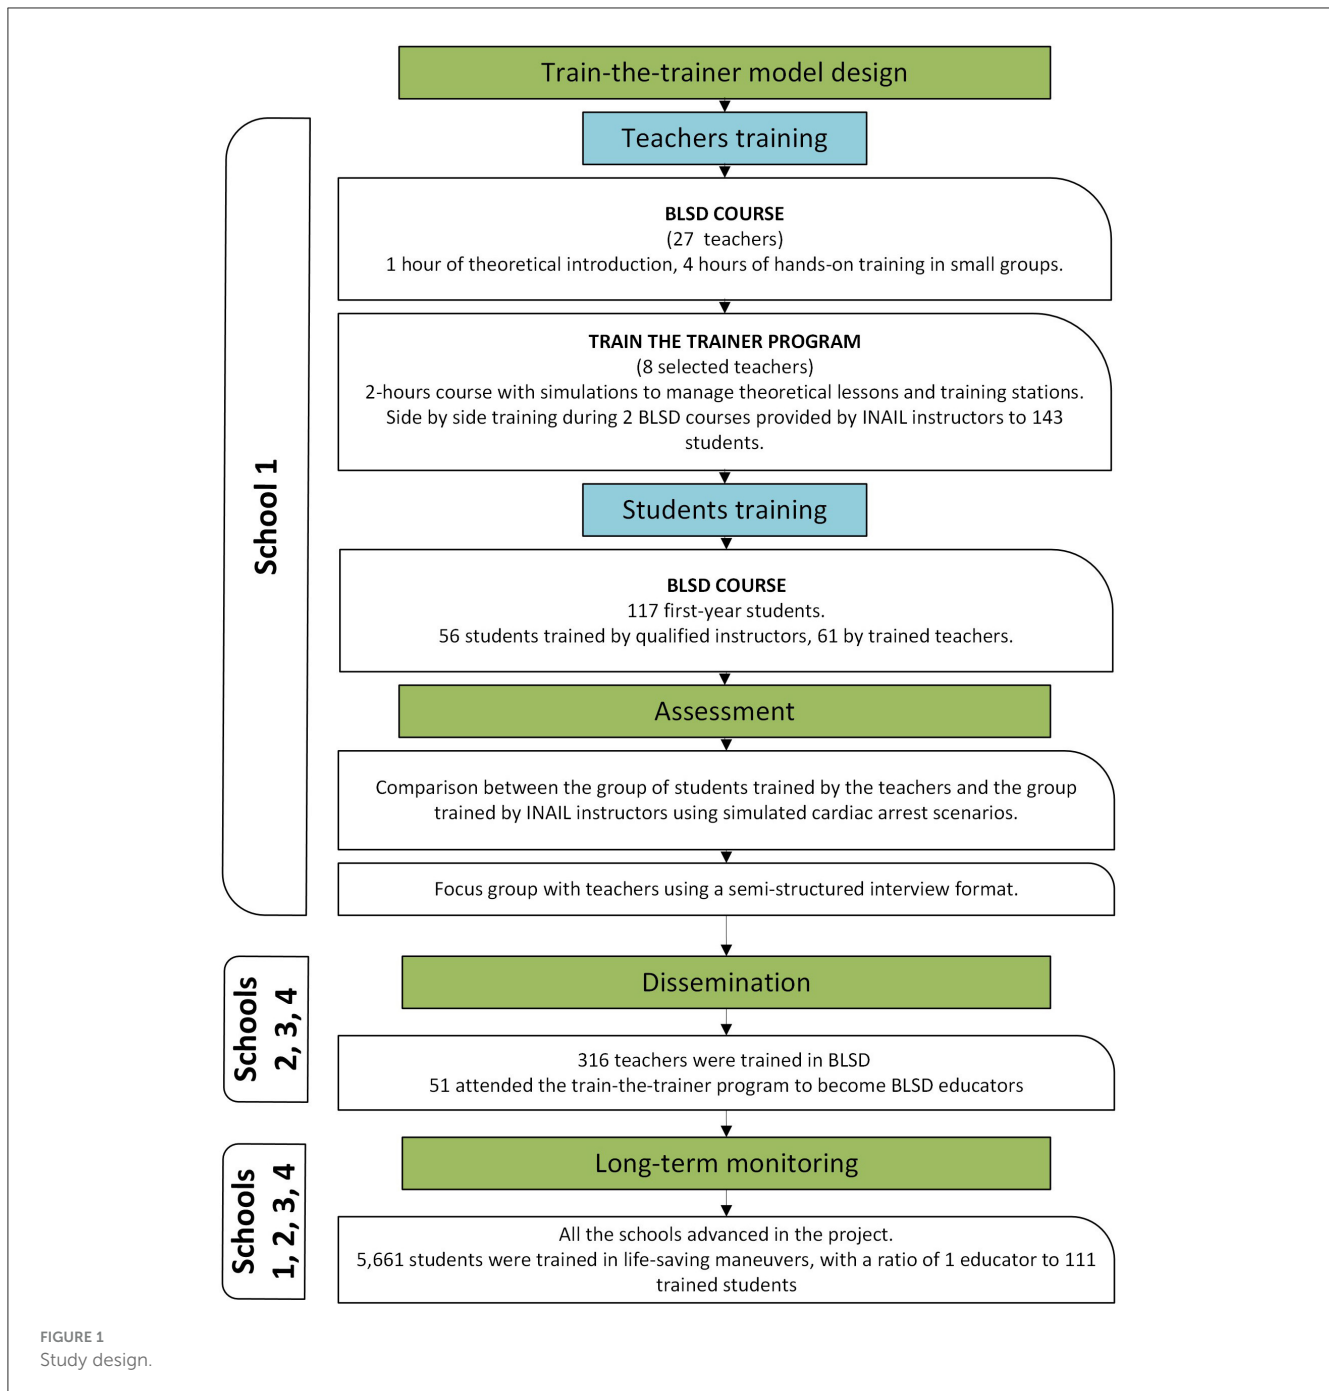 Train-the-trainer model design
Teachers training
BLSD COURSE
(27 teachers)
1 hour of theoretical introduction, 4 hours of hands-on training in small groups.
TRAIN THE TRAINER PROGRAM
(8 selected teachers)
2-hours course with simulations to manage theoretical lessons and training stations.
Side by side training during 2 BLSD courses provided by INAIL instructors to 143
students.
School 1
Students training
BLSD COURSE
117 first-year students.
56 students trained by qualified instructors, 61 by trained teachers.
Assessment
Comparison between the group of students trained by the teachers and the group
trained by INAIL instructors using simulated cardiac arrest scenarios.
Focus group with teachers using a semi-structured interview format.
Schools
2, 3, 4
Dissemination
316 teachers were trained in BLSD
51 attended the train-the-trainer program to become BLSD educators
Schools
1, 2, 3, 4
Long-term monitoring
All the schools advanced in the project.
5,661 students were trained in life-saving maneuvers, with a ratio of 1 educator to 111
trained students
FIGURE 1
Study design.